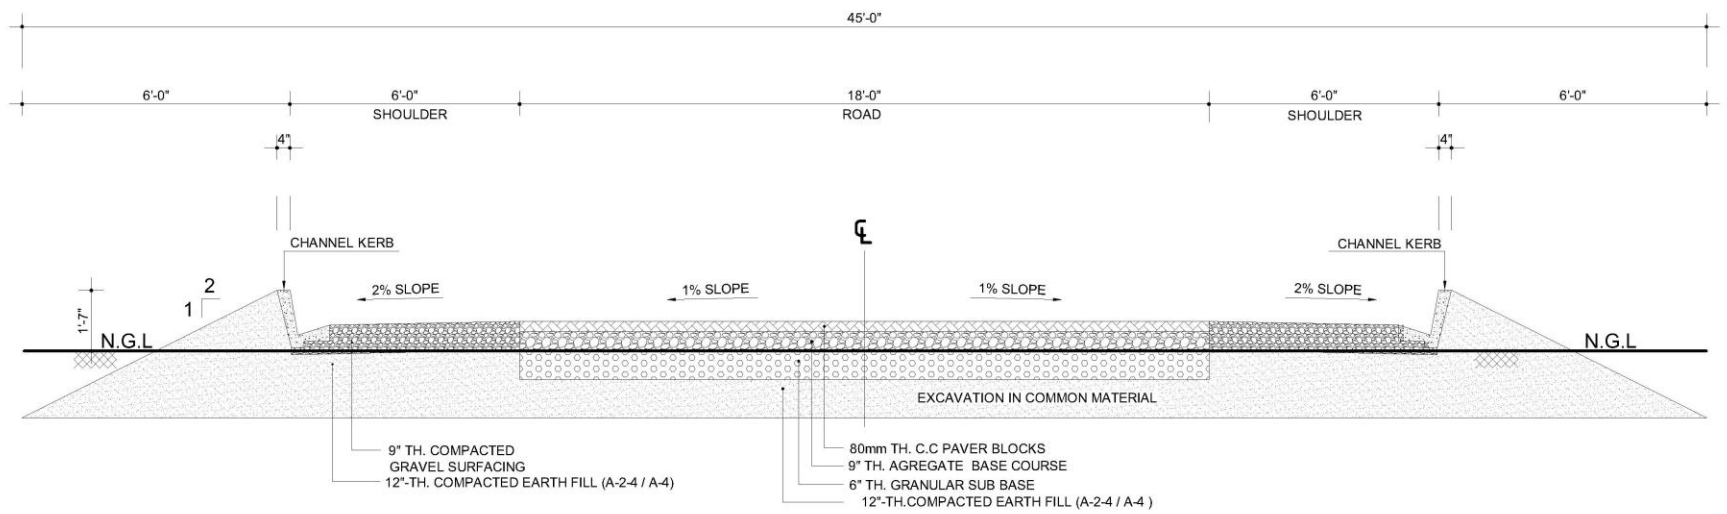 45'-0"
6'-0"
6'-0"
18'-0"
6'-0"
6'-0"
SHOULDER
ROAD
SHOULDER
4"
4"
℄
CHANNEL KERB
CHANNEL KERB
2
1
2% SLOPE
1% SLOPE
1% SLOPE
2% SLOPE
1'-7"
N.G.L
N.G.L
EXCAVATION IN COMMON MATERIAL
9" TH. COMPACTED
GRAVEL SURFACING
12"-TH. COMPACTED EARTH FILL (A-2-4 / A-4)
80mm TH. C.C PAVER BLOCKS
9" TH. AGREGATE BASE COURSE
6" TH. GRANULAR SUB BASE
12"-TH.COMPACTED EARTH FILL (A-2-4 / A-4 )